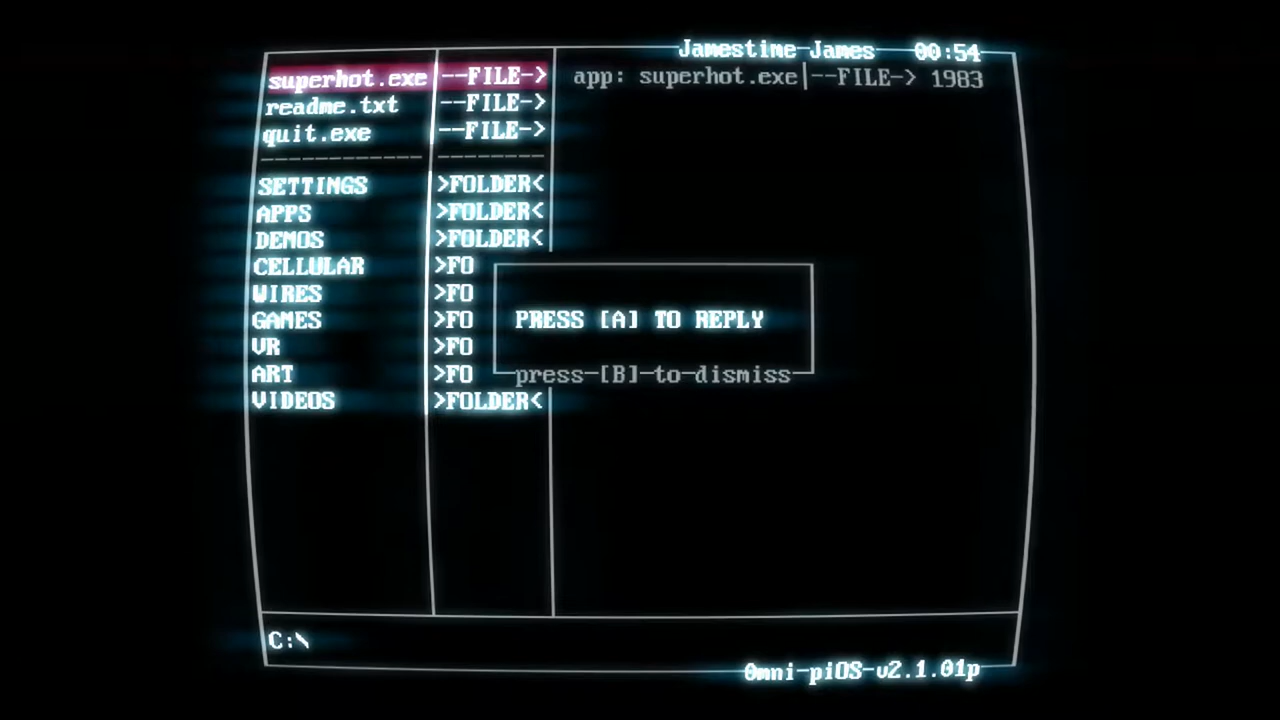 Jamestime James 00:54
superhot.exe --FILE-> app: superhot.exe|--FILE-> 1983
readme.txt --FILE->
quit.exe --FILE->
SETTINGS >FOLDER<
APPS >FOLDER<
DEMOS >FOLDER<
CELLULAR >FO
WIRES >FO
GAMES >FO
PRESS [A] TO REPLY
VR >FO
ART >FO
press [B] to dismiss
VIDEOS >FOLDER<
C:\
0mni-piOS-v2.1.01p